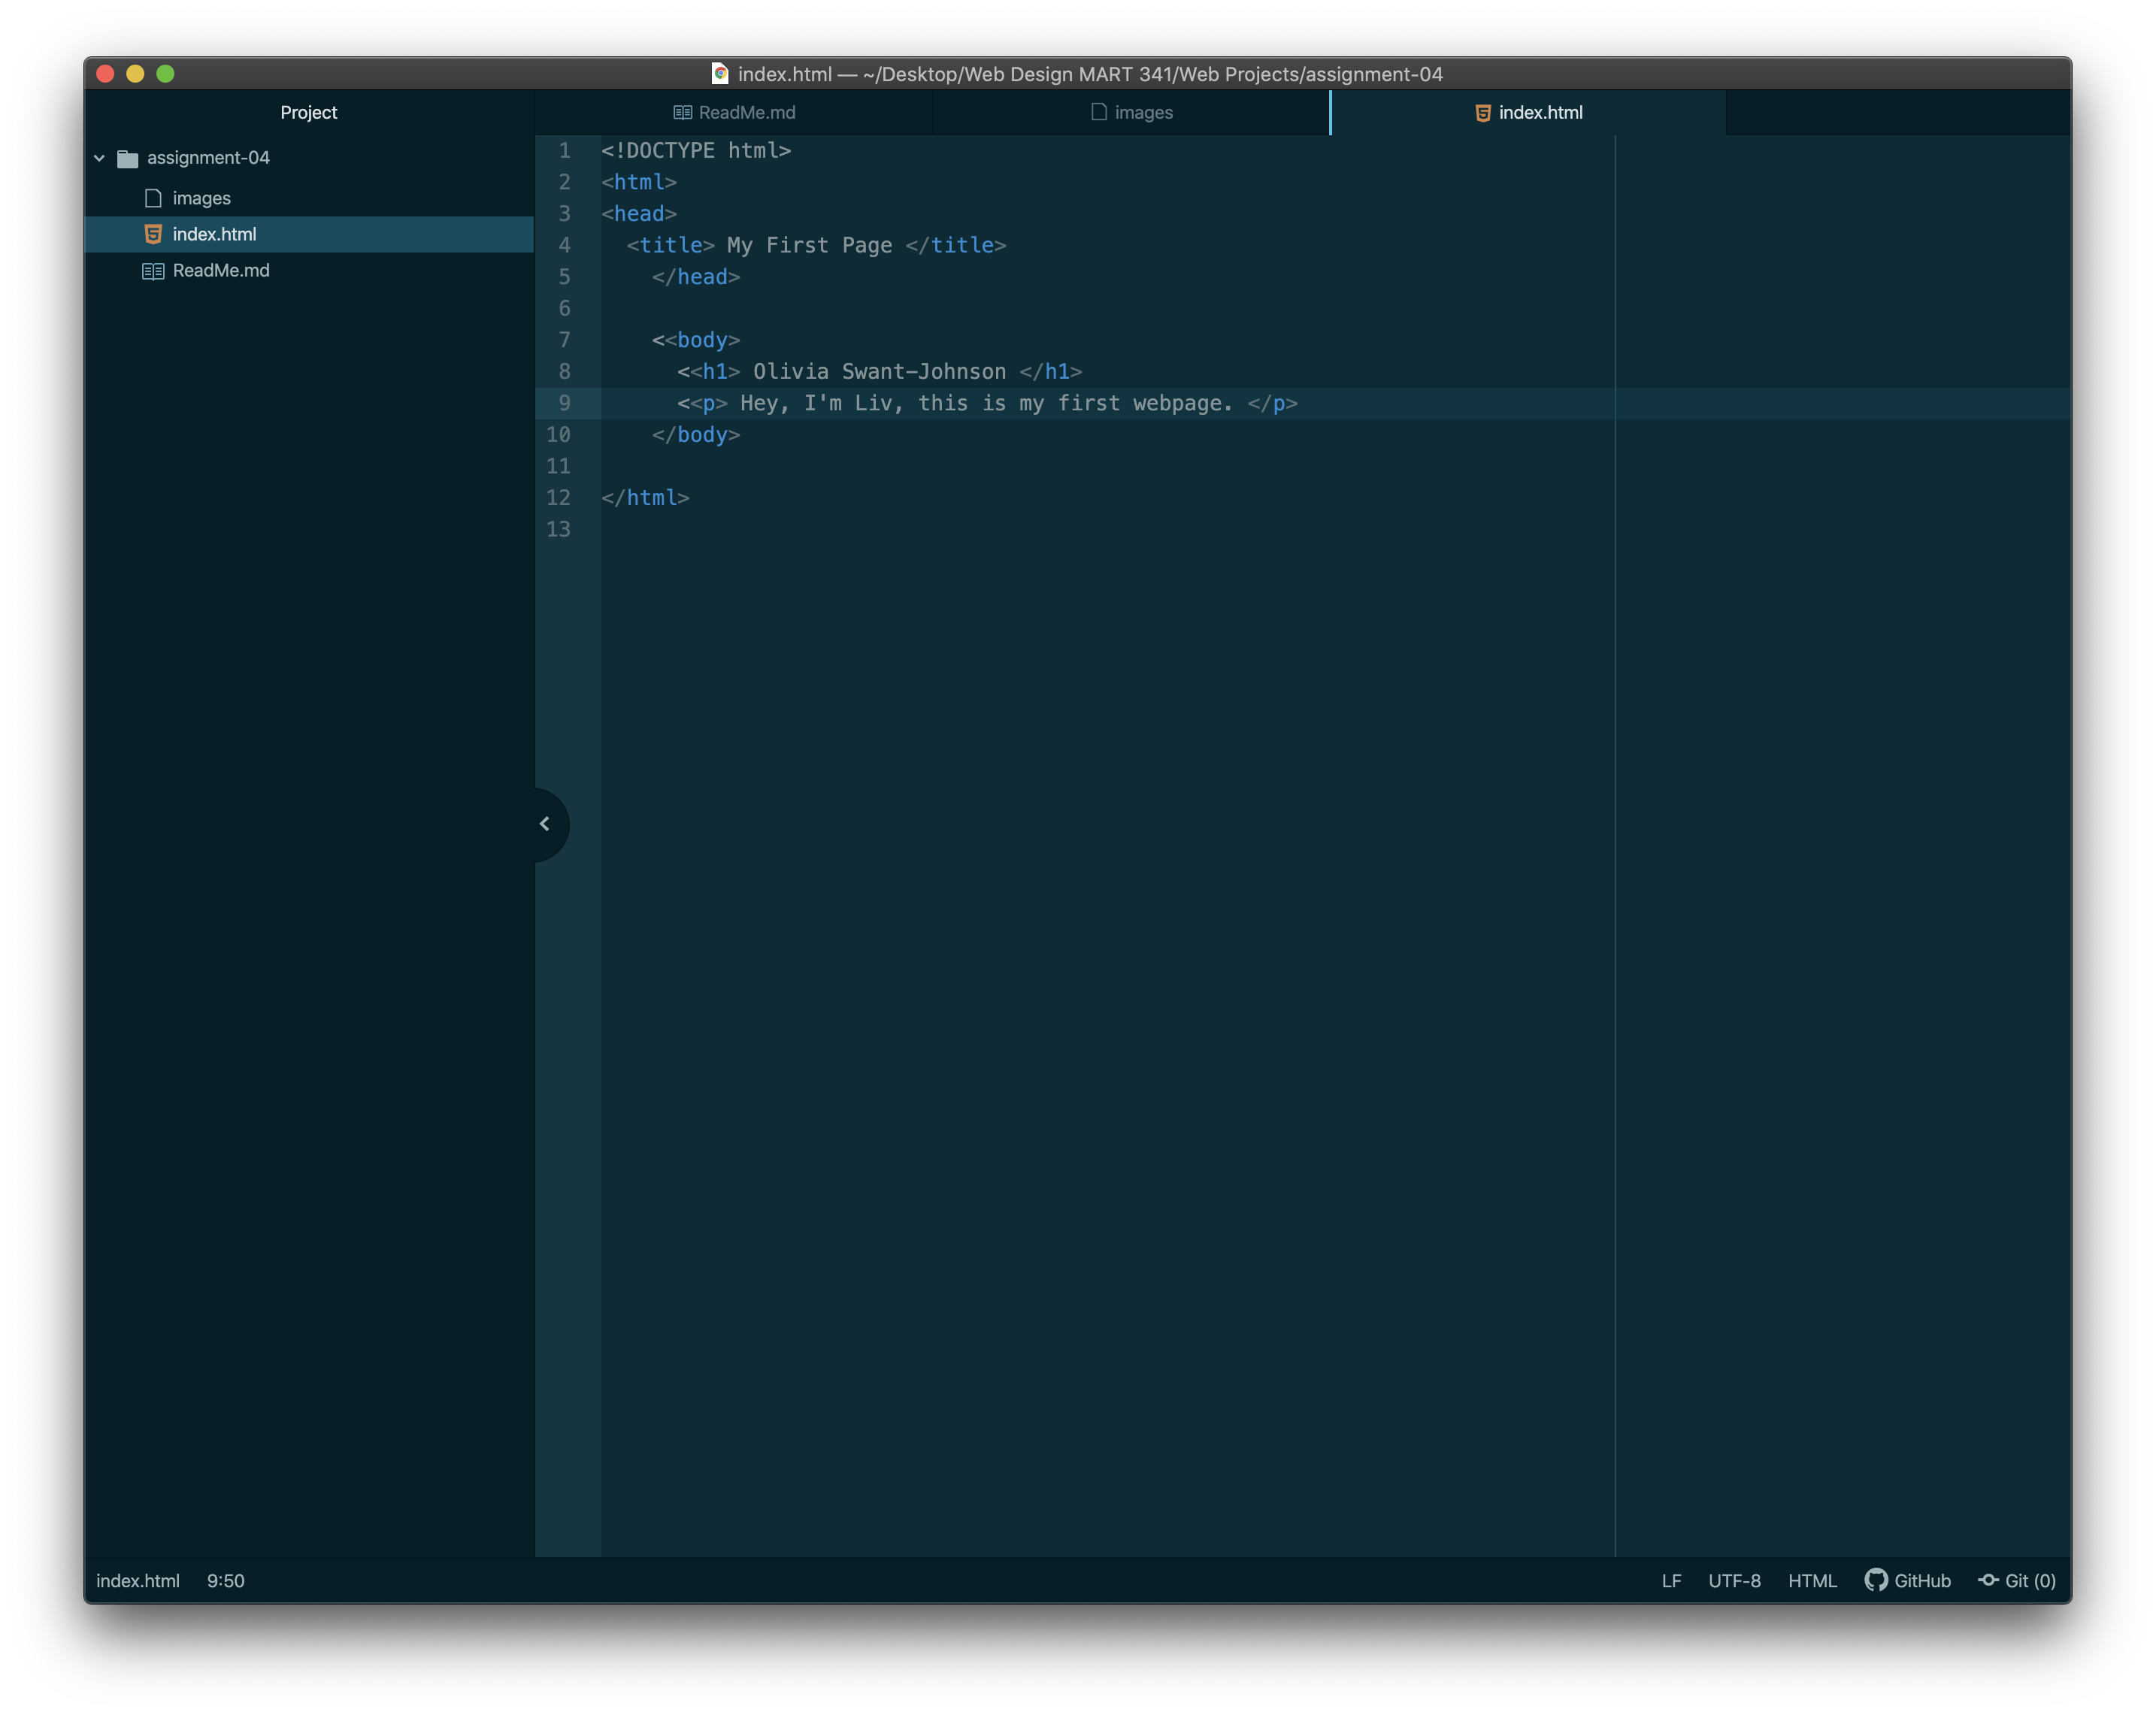 index.html — ~/Desktop/Web Design MART 341/Web Projects/assignment-04
Project
ReadMe.md
images
index.html
assignment-04
images
index.html
ReadMe.md
1 <!DOCTYPE html>
2 <html>
3 <head>
4   <title> My First Page </title>
5     </head>
6
7     <<body>
8       <<h1> Olivia Swant-Johnson </h1>
9       <<p> Hey, I'm Liv, this is my first webpage. </p>
10     </body>
11
12 </html>
13
index.html 9:50 LF UTF-8 HTML GitHub Git (0)